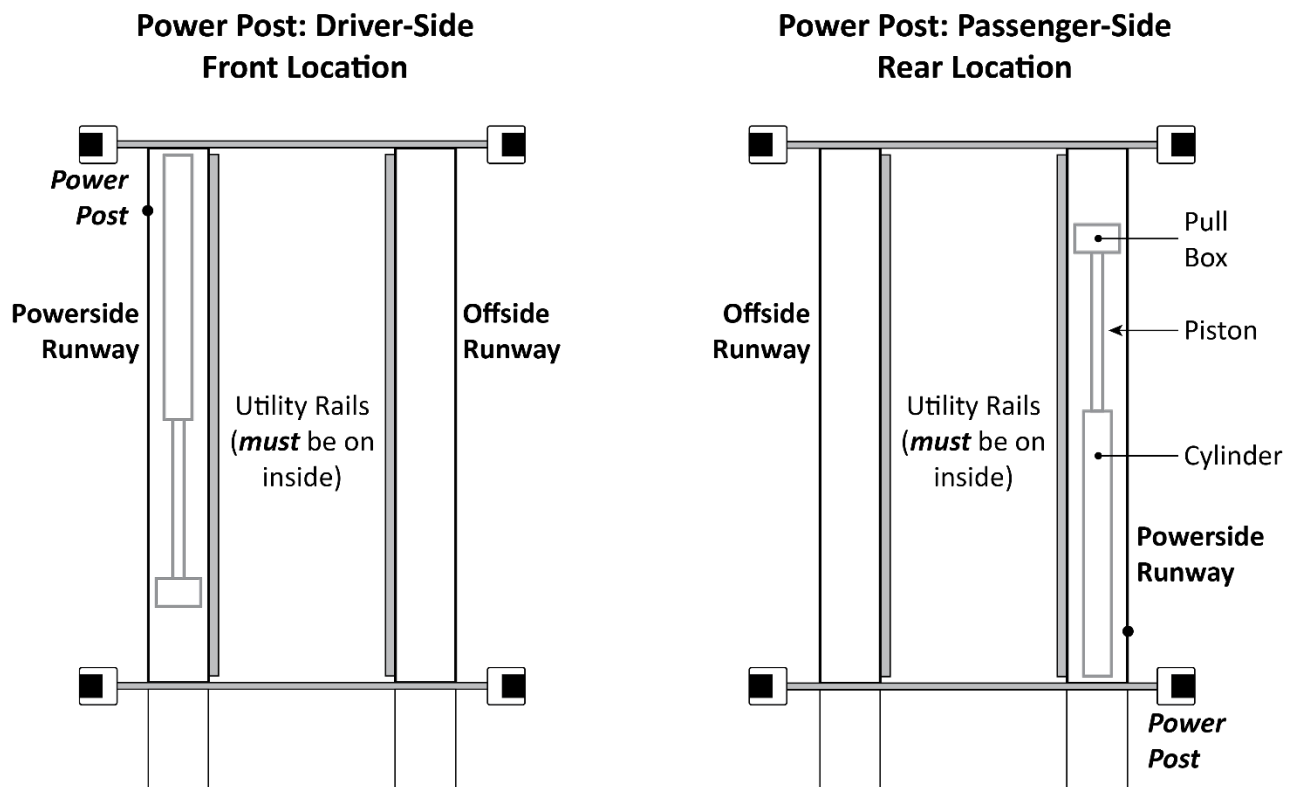 Power Post: Driver-Side
Front Location
Power
Post
Powerside
Runway
Offside
Runway
Utility Rails
(must be on
inside)
Power Post: Passenger-Side
Rear Location
Pull
Box
Offside
Runway
Piston
Utility Rails
(must be on
inside)
Cylinder
Powerside
Runway
Power
Post